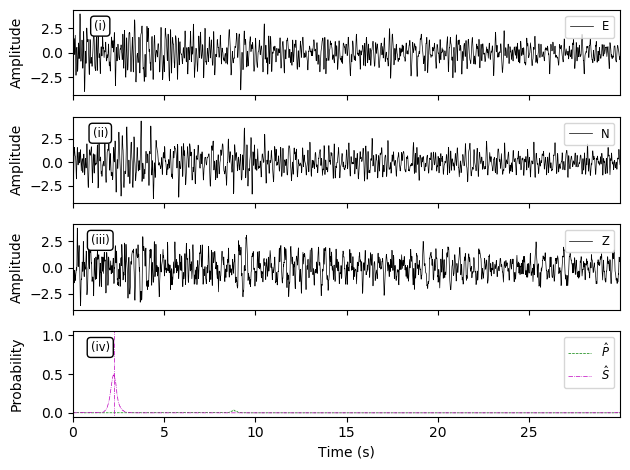 Amplitude
2.5
0.0
−2.5
(i)
E
Amplitude
2.5
0.0
−2.5
(ii)
N
Amplitude
2.5
0.0
−2.5
(iii)
Z
Probability
1.0
0.5
0.0
(iv)
P̂
Ŝ
0 5 10 15 20 25
Time (s)